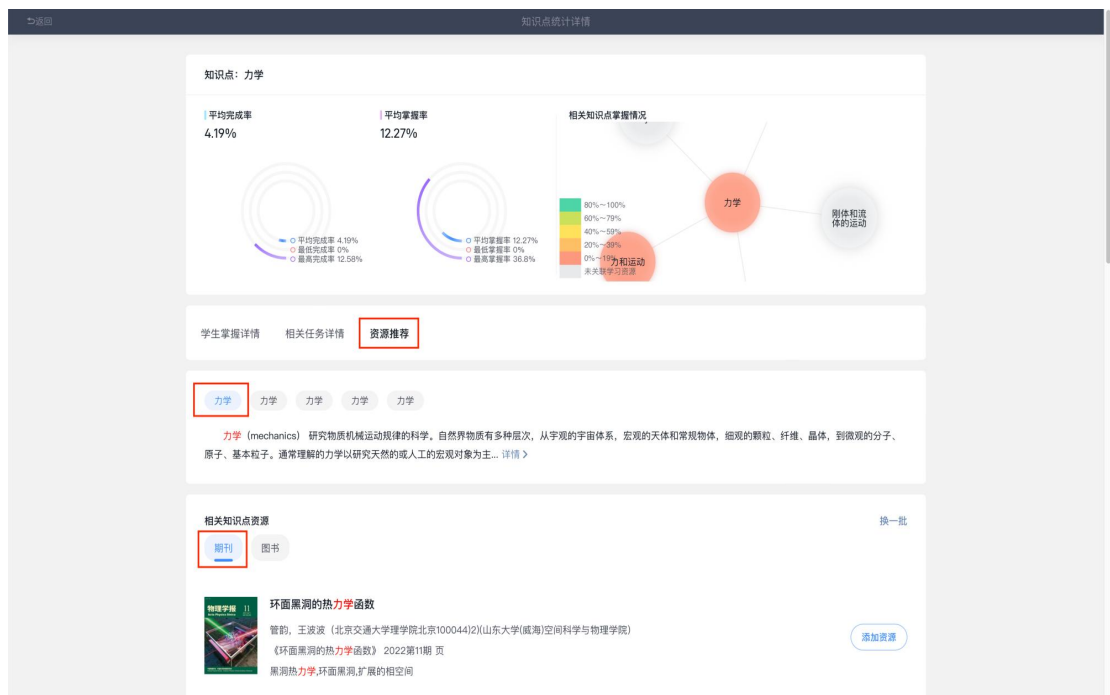 返回
知识点统计详情
知识点：力学
平均完成率
4.19%
平均完成率 4.19%
最低完成率 0%
最高完成率 12.58%
平均掌握率
12.27%
平均掌握率 12.27%
最低掌握率 0%
最高掌握率 36.8%
相关知识点掌握情况
力学
刚体和流
体的运动
力和运动
80%~100%
60%~79%
40%~59%
20%~39%
0%~19%
未关联学习资源
学生掌握详情
相关任务详情
资源推荐
力学
力学
力学
力学
力学
力学（mechanics） 研究物质机械运动规律的科学。自然界物质有多种层次，从宇观的宇宙体系，宏观的天体和常规物体，细观的颗粒、纤维、晶体，到微观的分子、
原子、基本粒子。通常理解的力学以研究天然的或人工的宏观对象为主... 详情
相关知识点资源
换一批
期刊
图书
物理学报
11
环面黑洞的热力学函数
管韵，王波波（北京交通大学理学院北京100044)2)(山东大学(威海)空间科学与物理学院)
《环面黑洞的热力学函数》 2022第11期 页
黑洞热力学,环面黑洞,扩展的相空间
添加资源